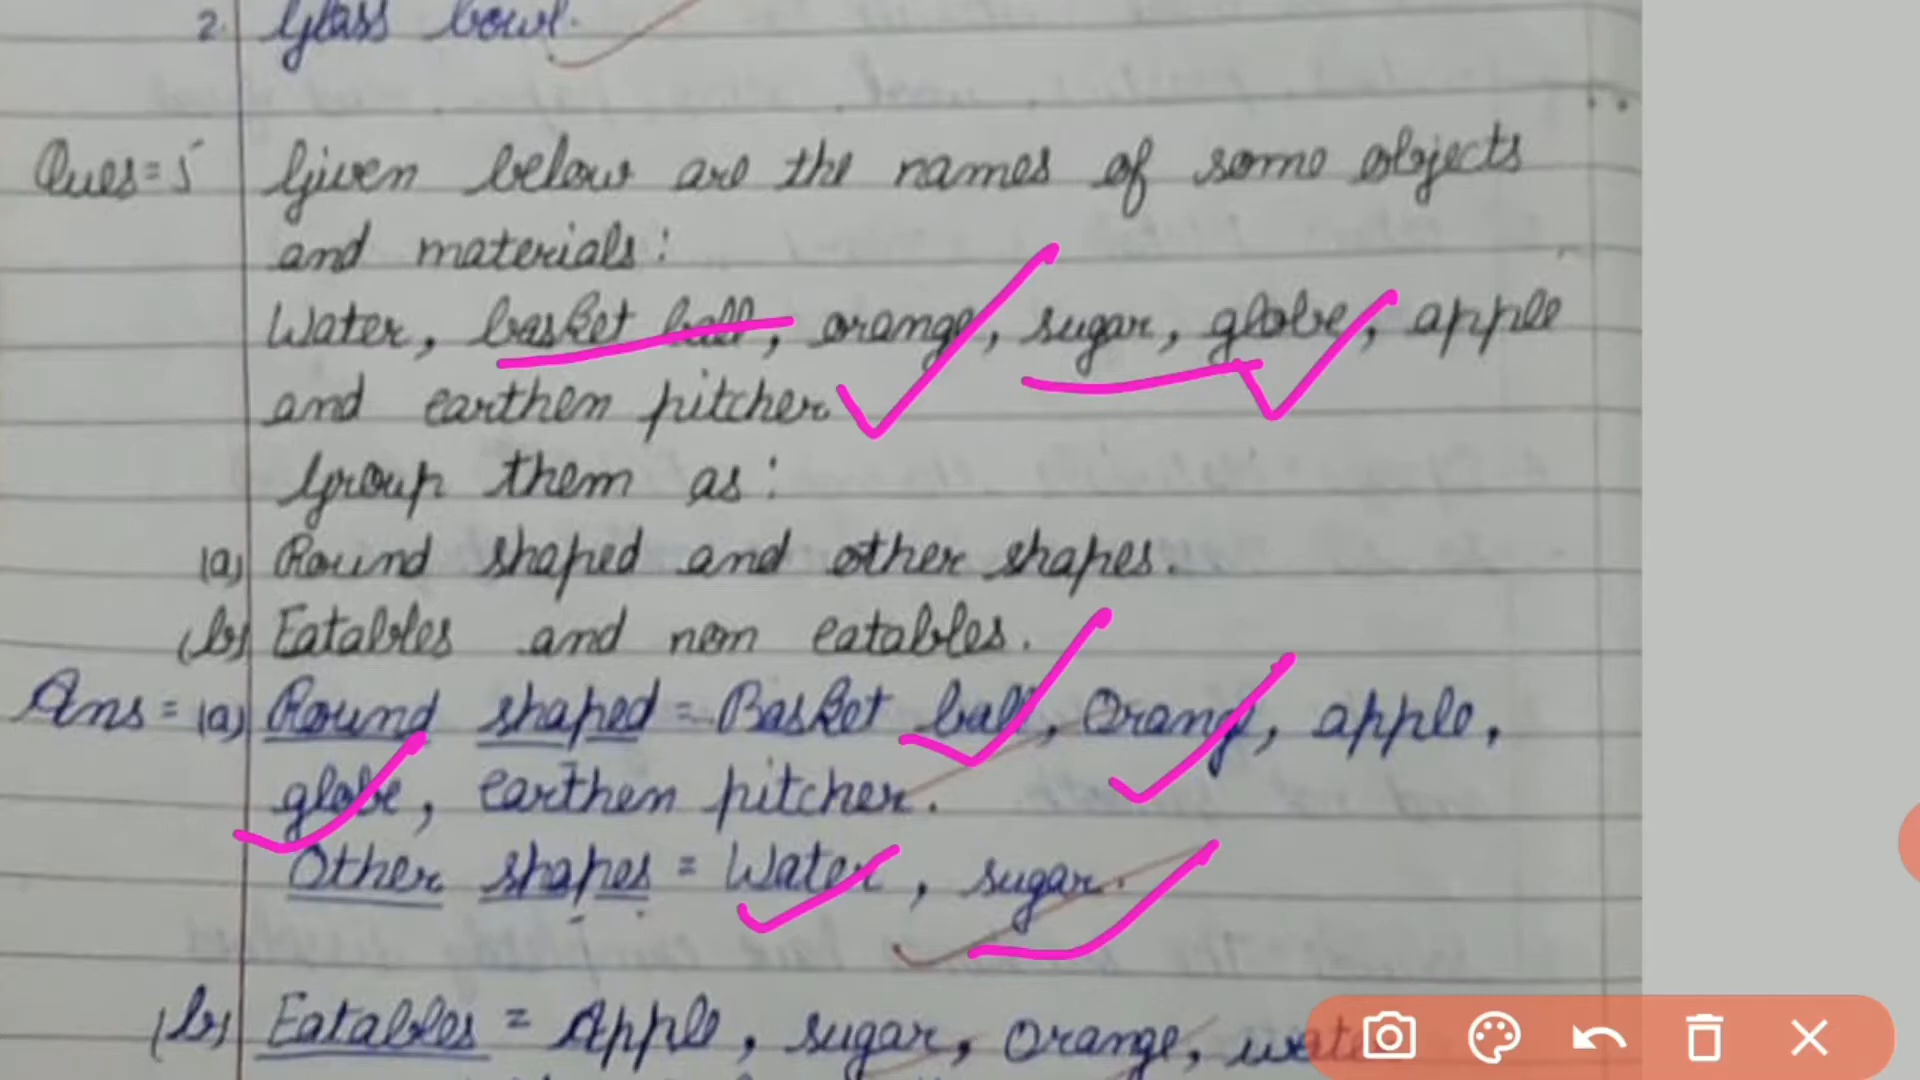 2. Glass bowl.
Ques=5 Given below are the names of some objects
and materials:
Water, basket ball, orange, sugar, globe, apple
and earthen pitcher
Group them as:
(a) Round shaped and other shapes.
(b) Eatables and non eatables.
Ans= (a) Round shaped = Basket ball, Orange, apple,
globe, earthen pitcher.
Other shapes = Water, sugar.
(b) Eatables = Apple, sugar, Orange, water